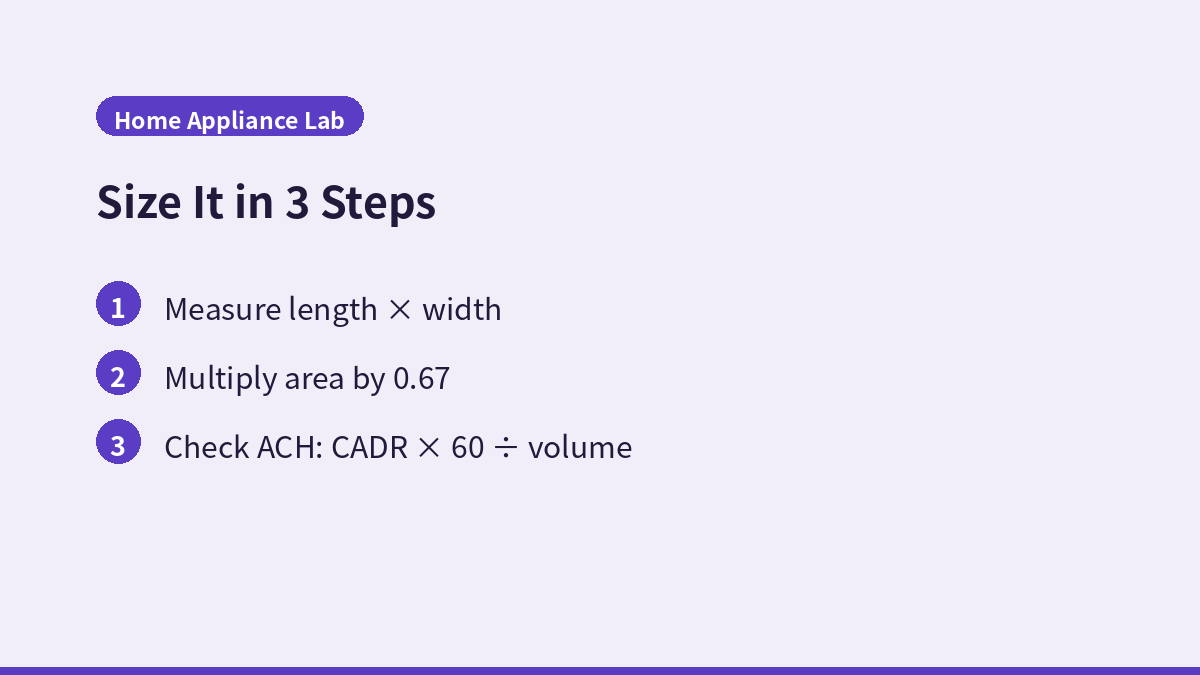 Home Appliance Lab
Size It in 3 Steps
1 Measure length × width
2 Multiply area by 0.67
3 Check ACH: CADR × 60 ÷ volume